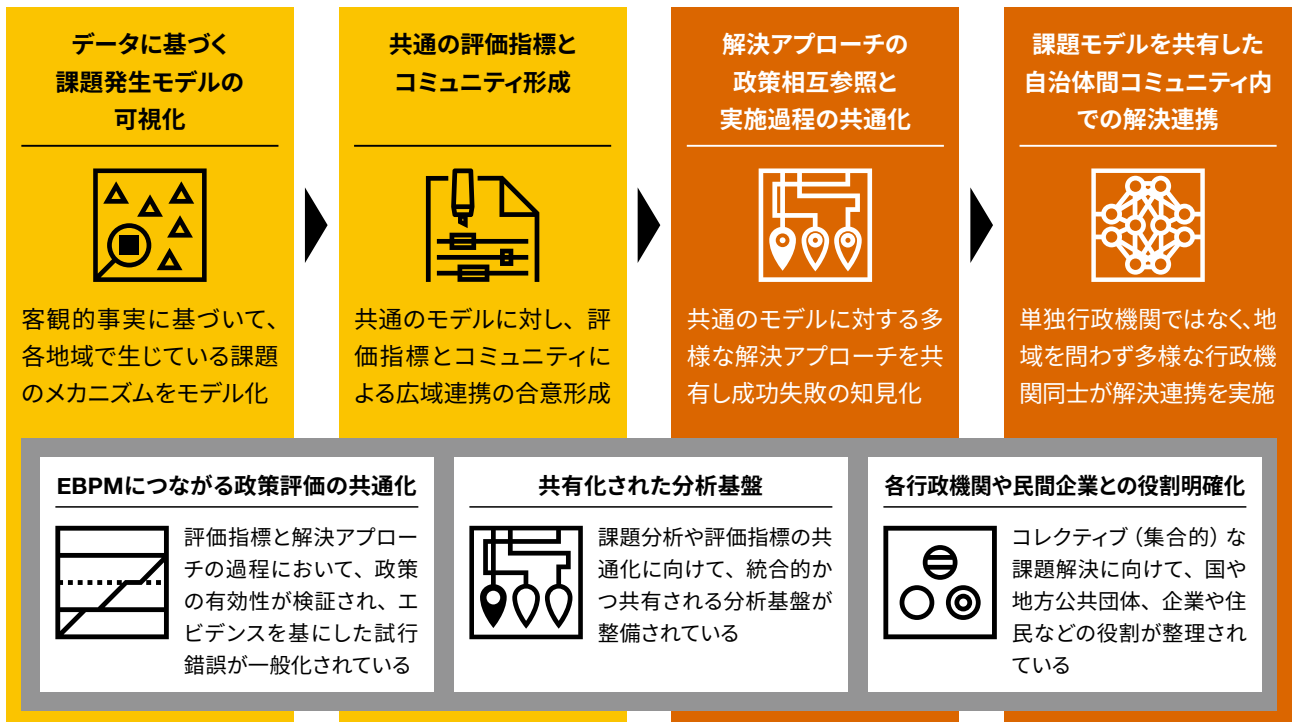 データに基づく
課題発生モデルの
可視化
客観的事実に基づいて、
各地域で生じている課題
のメカニズムをモデル化
共通の評価指標と
コミュニティ形成
共通のモデルに対し、評
価指標とコミュニティに
よる広域連携の合意形成
解決アプローチの
政策相互参照と
実施過程の共通化
共通のモデルに対する多
様な解決アプローチを共
有し成功失敗の知見化
課題モデルを共有した
自治体間コミュニティ内
での解決連携
単独行政機関ではなく、地
域を問わず多様な行政機
関同士が解決連携を実施
EBPMにつながる政策評価の共通化
評価指標と解決アプロー
チの過程において、政策
の有効性が検証され、エ
ビデンスを基にした試行
錯誤が一般化されている
共有化された分析基盤
課題分析や評価指標の共
通化に向けて、統合的か
つ共有される分析基盤が
整備されている
各行政機関や民間企業との役割明確化
コレクティブ（集合的）な
課題解決に向けて、国や
地方公共団体、企業や住
民などの役割が整理され
ている